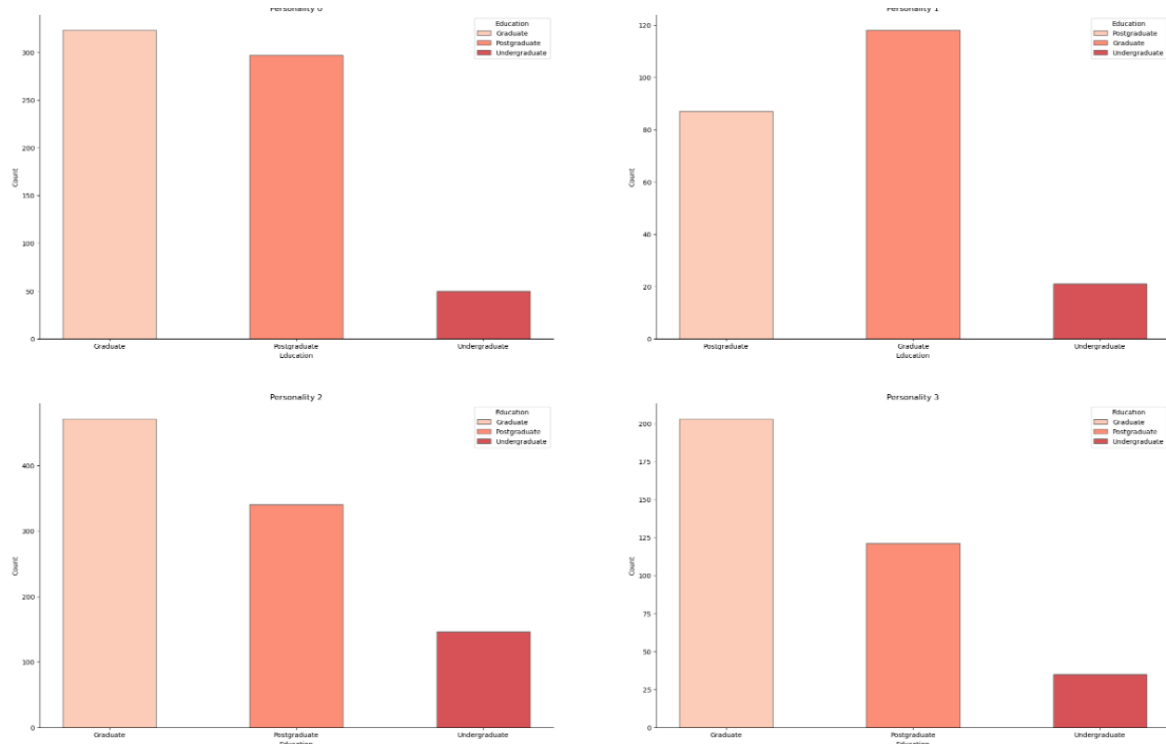 Personality 0
Education
Graduate
Postgraduate
Undergraduate
300
250
200
150
100
50
0
Count
Graduate Postgraduate Undergraduate
Education
Personality 1
Education
Postgraduate
Graduate
Undergraduate
120
100
80
60
40
20
0
Count
Postgraduate Graduate Undergraduate
Education
Personality 2
Education
Graduate
Postgraduate
Undergraduate
400
300
200
100
0
Count
Graduate Postgraduate Undergraduate
Education
Personality 3
Education
Graduate
Postgraduate
Undergraduate
200
175
150
125
100
75
50
25
0
Count
Graduate Postgraduate Undergraduate
Education